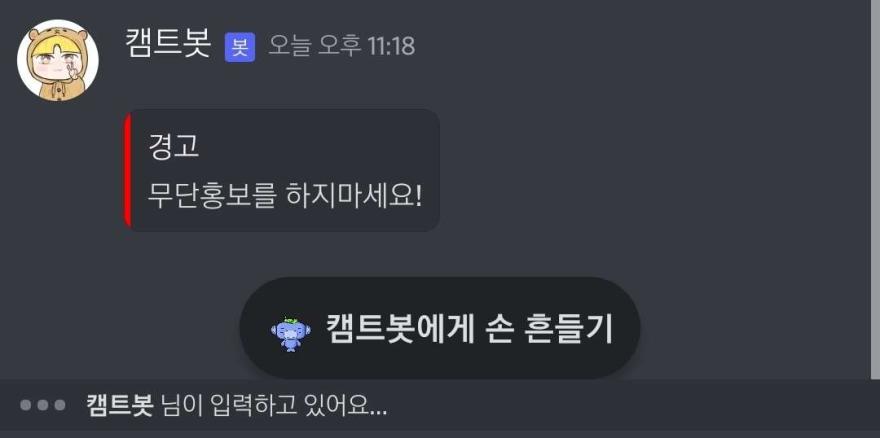 캠트봇 봇 오늘 오후 11:18
경고
무단홍보를 하지마세요!
캠트봇에게 손 흔들기
캠트봇 님이 입력하고 있어요...